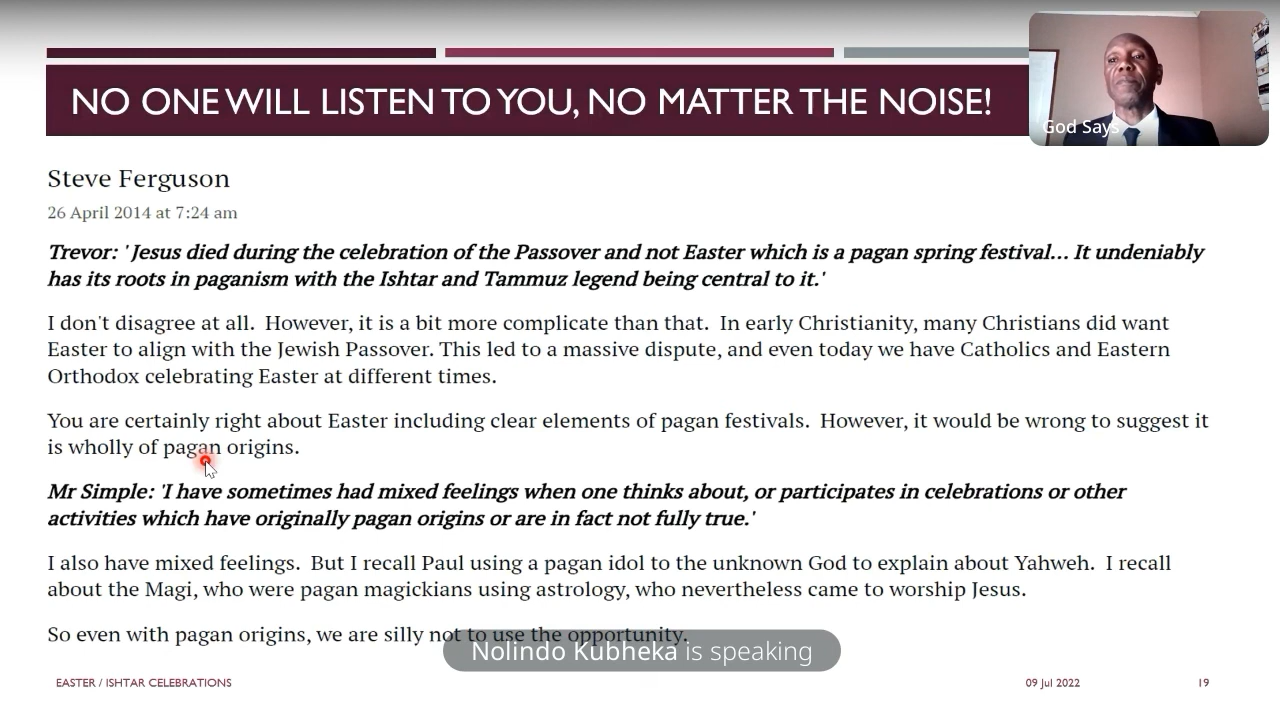 NO ONE WILL LISTEN TO YOU, NO MATTER THE NOISE!
God Says
Steve Ferguson
26 April 2014 at 7:24 am
Trevor: 'Jesus died during the celebration of the Passover and not Easter which is a pagan spring festival... It undeniably
has its roots in paganism with the Ishtar and Tammuz legend being central to it.'
I don't disagree at all. However, it is a bit more complicate than that. In early Christianity, many Christians did want
Easter to align with the Jewish Passover. This led to a massive dispute, and even today we have Catholics and Eastern
Orthodox celebrating Easter at different times.
You are certainly right about Easter including clear elements of pagan festivals. However, it would be wrong to suggest it
is wholly of pagan origins.
Mr Simple: 'I have sometimes had mixed feelings when one thinks about, or participates in celebrations or other
activities which have originally pagan origins or are in fact not fully true.'
I also have mixed feelings. But I recall Paul using a pagan idol to the unknown God to explain about Yahweh. I recall
about the Magi, who were pagan magickians using astrology, who nevertheless came to worship Jesus.
So even with pagan origins, we are silly not to use the opportunity.
Nolindo Kubheka is speaking
EASTER / ISHTAR CELEBRATIONS
09 Jul 2022
19